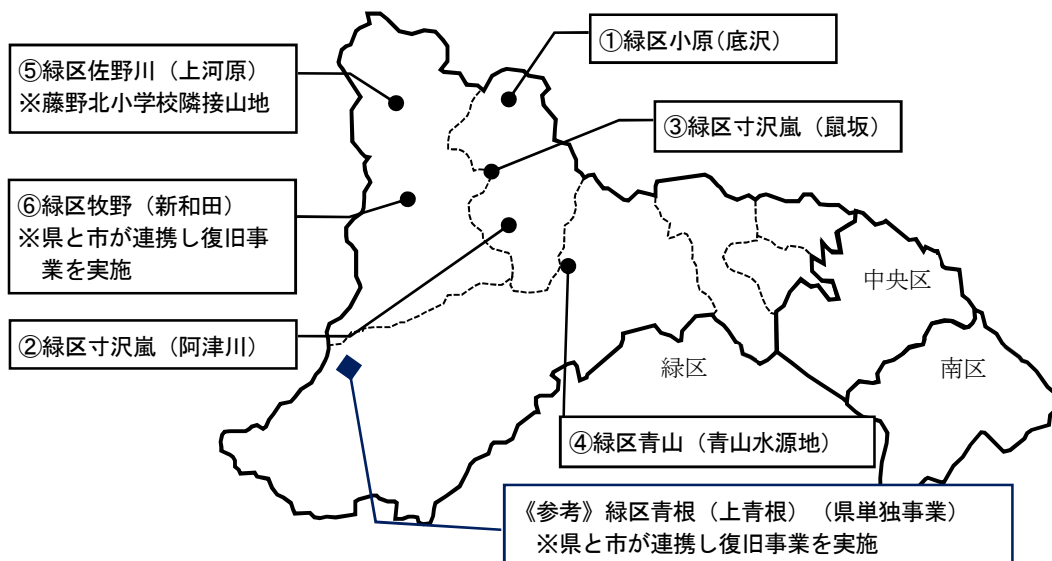 ①緑区小原(底沢)
⑤緑区佐野川（上河原）
※藤野北小学校隣接山地
③緑区寸沢嵐（鼠坂）
⑥緑区牧野（新和田）
※県と市が連携し復旧事
業を実施
中央区
②緑区寸沢嵐（阿津川）
緑区
南区
④緑区青山（青山水源地）
《参考》緑区青根（上青根）（県単独事業）
※県と市が連携し復旧事業を実施